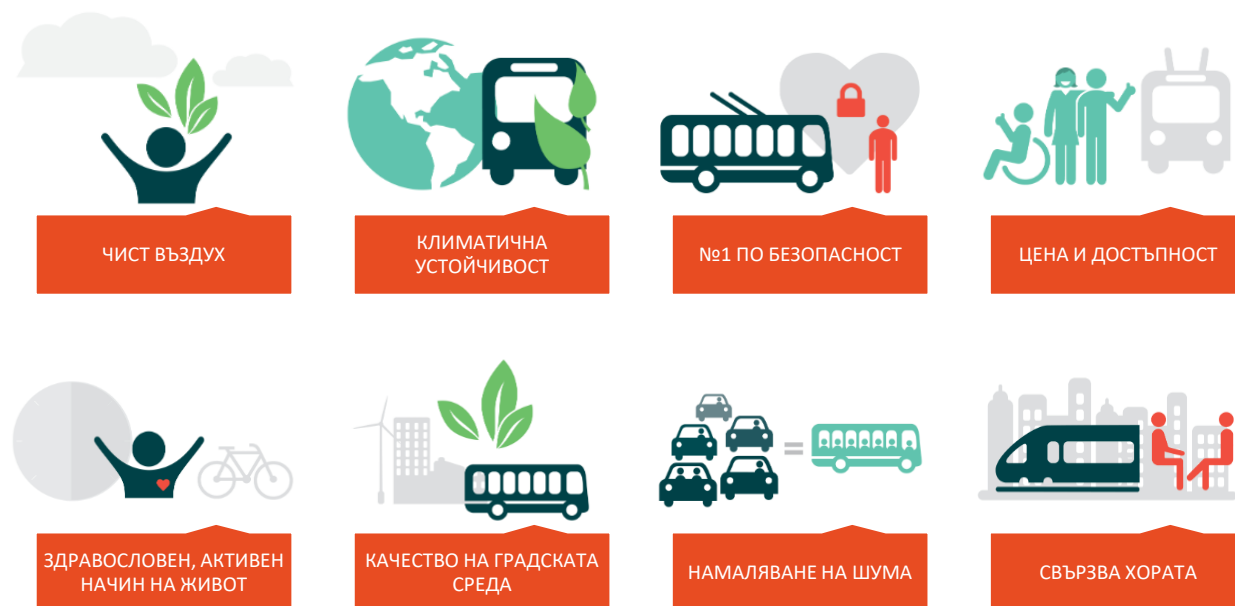 ЧИСТ ВЪЗДУХ
КЛИМАТИЧНА
УСТОЙЧИВОСТ
№1 ПО БЕЗОПАСНОСТ
ЦЕНА И ДОСТЪПНОСТ
ЗДРАВОСЛОВЕН, АКТИВЕН
НАЧИН НА ЖИВОТ
КАЧЕСТВО НА ГРАДСКАТА
СРЕДА
НАМАЛЯВАНЕ НА ШУМА
СВЪРЗВА ХОРАТА